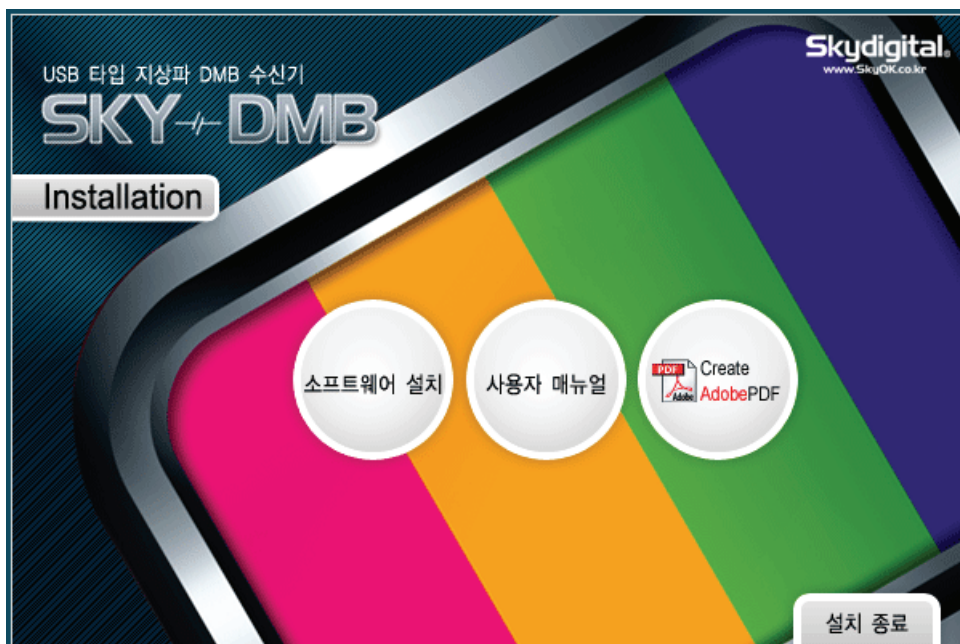 USB 타입 지상파 DMB 수신기
SKY DMB
Skydigital.
www.SkyOK.co.kr
Installation
소프트웨어 설치
사용자 매뉴얼
PDF
Adobe
Create
AdobePDF
설치 종료